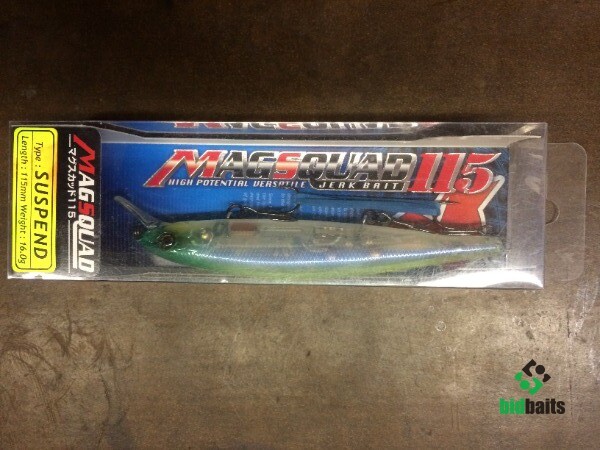 MAGSQUAD 115
HIGH POTENTIAL VERSATILE JERK BAIT
MAGSQUAD
マグスカッド115
Type : SUSPEND
Length : 115mm Weight : 16.0g
bidbaits